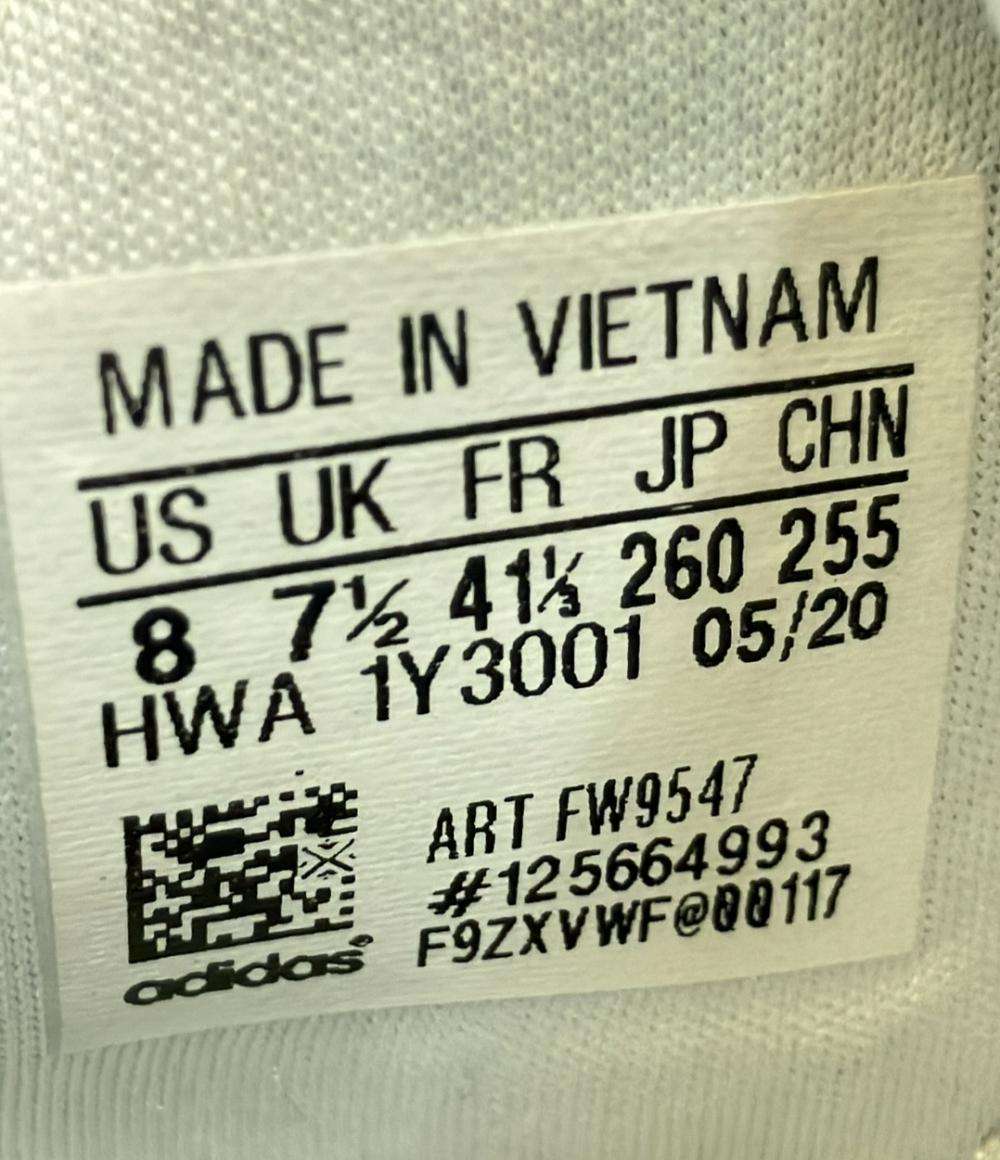 MADE IN VIETNAM
US UK FR JP CHN
8 7½ 41⅓ 260 255
HWA 1Y3001 05/20
ART FW9547
#125664993
F9ZXVWF@00117
adidas®